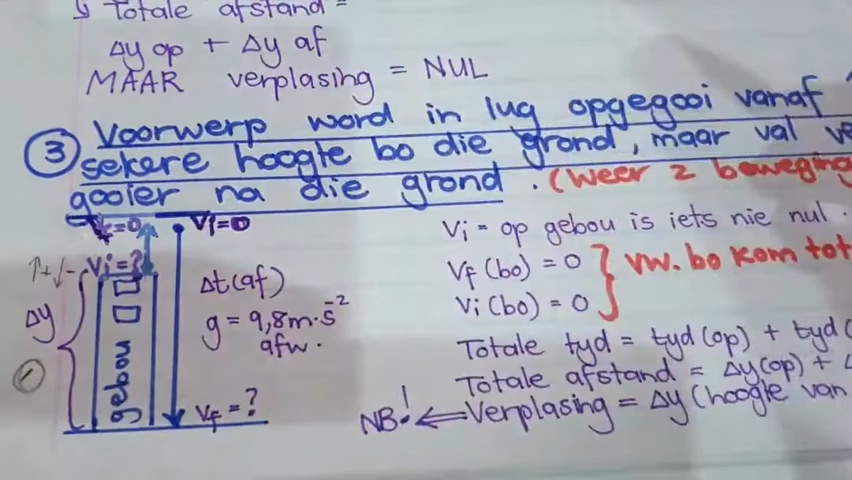 ↳ Totale afstand =
Δy op + Δy af
MAAR verplasing = NUL
③ Voorwerp word in lug opgegooi vanaf
sekere hoogte bo die grond, maar val
gooier na die grond. (Weer 2 beweging
Vf=0 Vi=0
Vi = op gebou is iets nie nul.
↑+↓- Vi=?
Δt(af)
Vf (bo) = 0
Vi (bo) = 0
vw. bo kom tot
Δy
g = 9,8m·s⁻²
afw.
gebou
Vf = ?
Totale tyd = tyd (op) + tyd (
Totale afstand = Δy(op) +
NB! ⇐ Verplasing = Δy (hoogte van